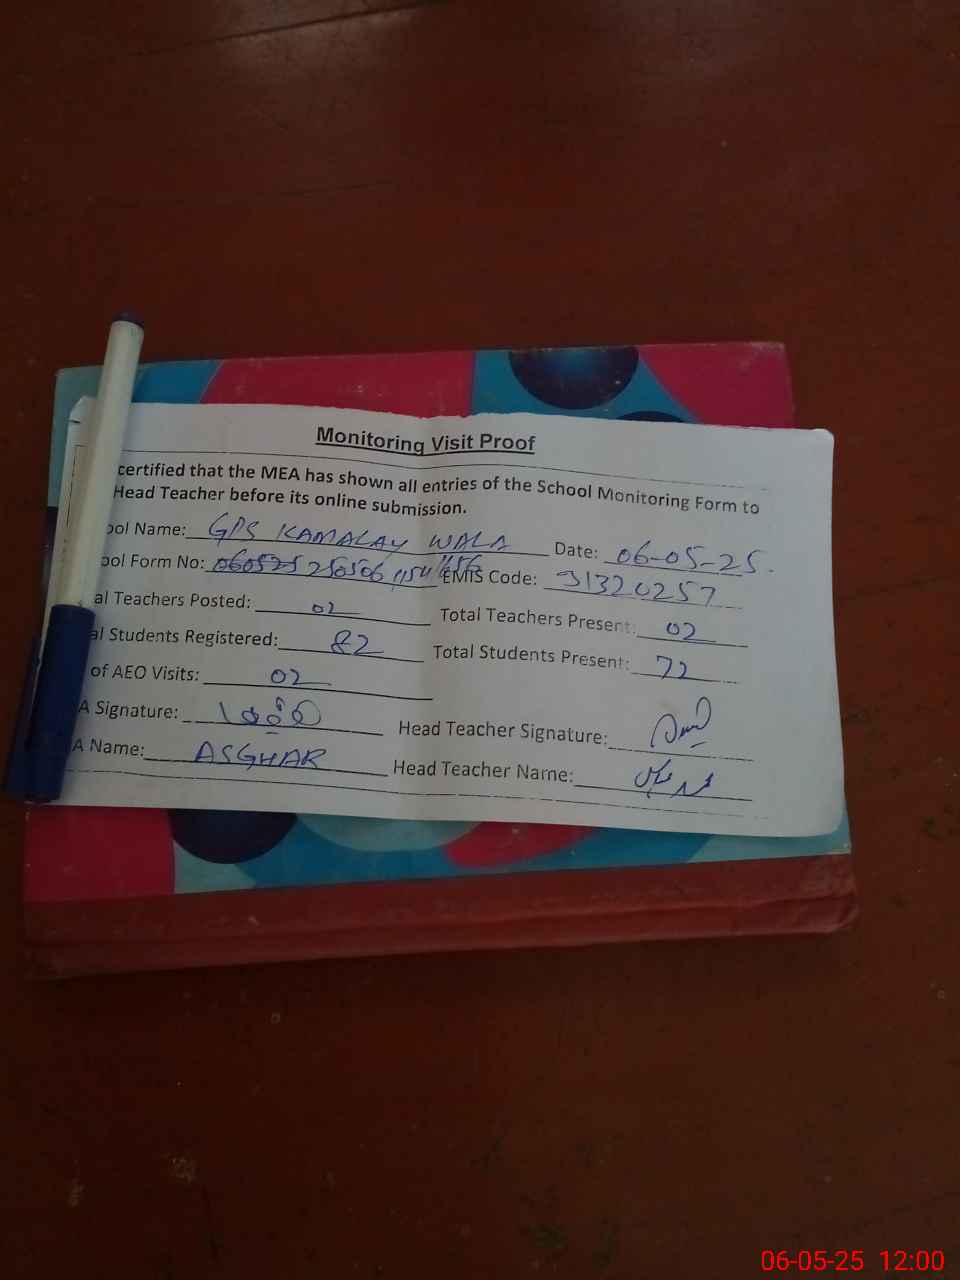 Monitoring Visit Proof
certified that the MEA has shown all entries of the School Monitoring Form to
Head Teacher before its online submission.
ool Name: GPS KAMALAY WALA Date: 06-05-25.
ool Form No: 250506 EMIS Code: 31320257
al Teachers Posted: 02 Total Teachers Present: 02
al Students Registered: 82 Total Students Present: 72
of AEO Visits: 02
A Signature: Head Teacher Signature:
A Name: ASGHAR Head Teacher Name:
06-05-25 12:00